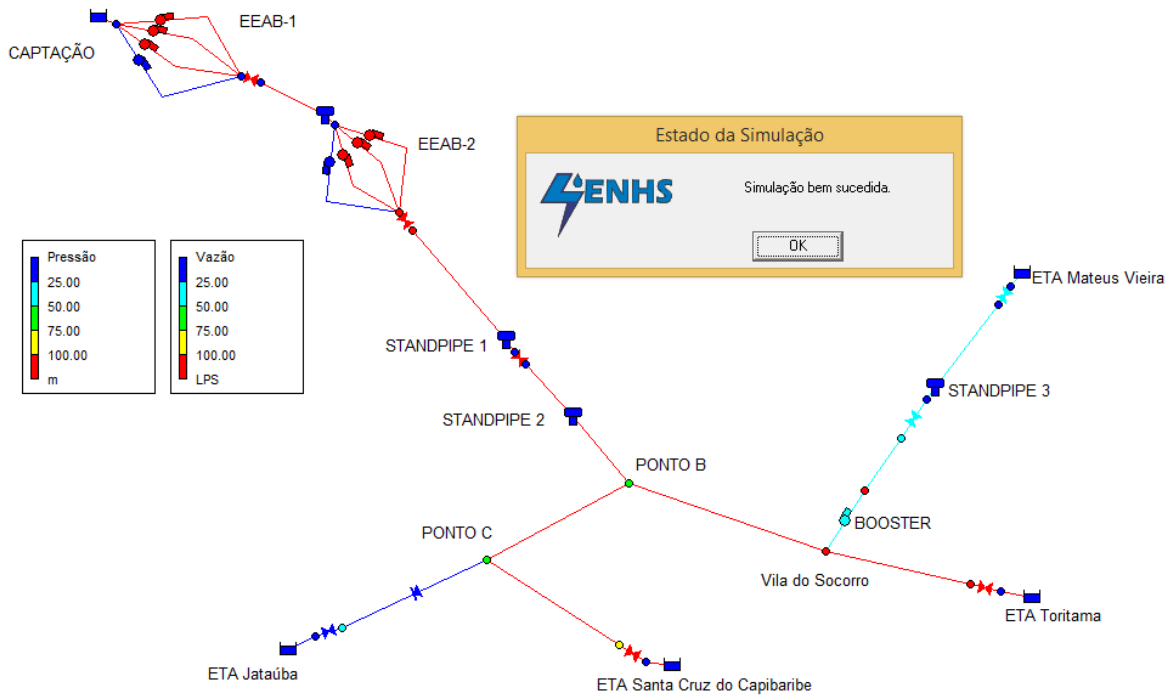 EEAB-1
CAPTAÇÃO
EEAB-2
Estado da Simulação
ENHS
Simulação bem sucedida.
OK
Pressão
25.00
50.00
75.00
100.00
m
Vazão
25.00
50.00
75.00
100.00
LPS
ETA Mateus Vieira
STANDPIPE 1
STANDPIPE 3
STANDPIPE 2
PONTO B
BOOSTER
PONTO C
Vila do Socorro
ETA Toritama
ETA Jataúba
ETA Santa Cruz do Capibaribe